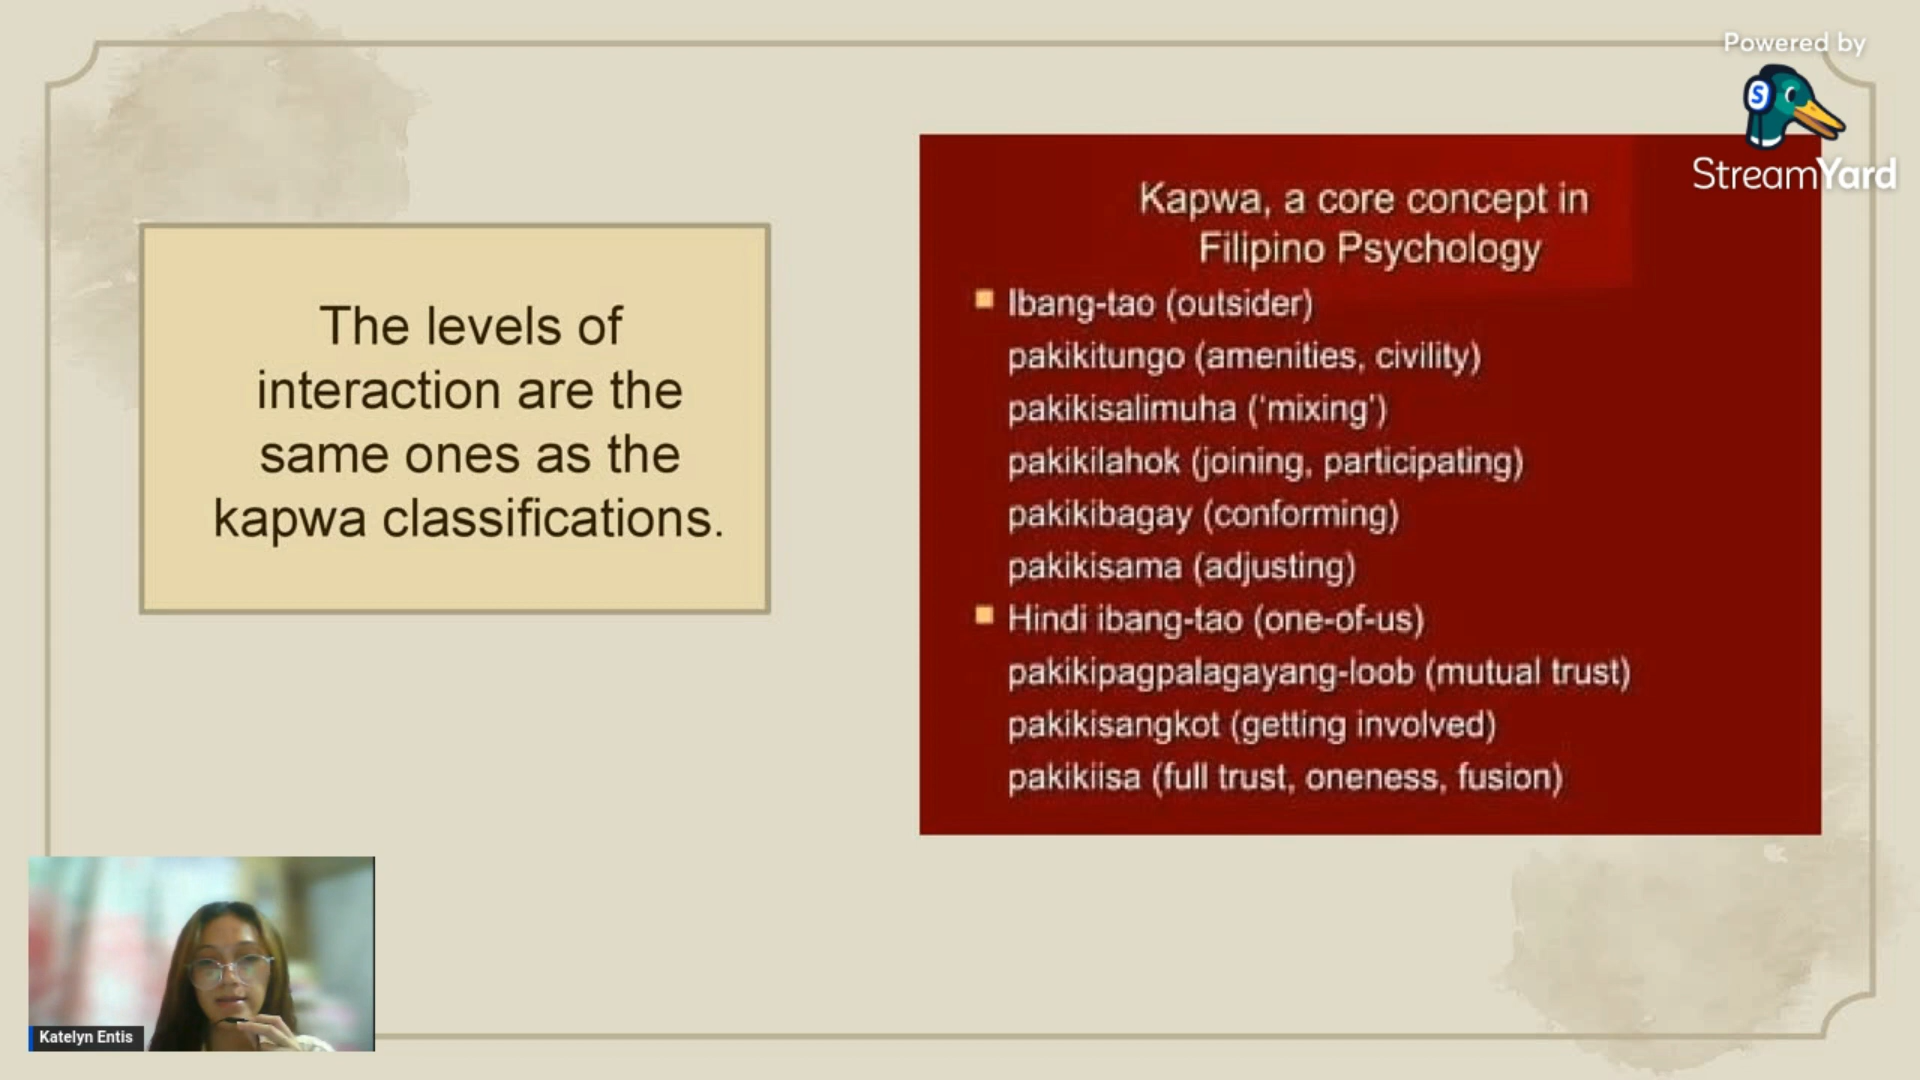 Powered by
StreamYard
The levels of
interaction are the
same ones as the
kapwa classifications.
Kapwa, a core concept in
Filipino Psychology
Ibang-tao (outsider)
pakikitungo (amenities, civility)
pakikisalimuha (‘mixing’)
pakikilahok (joining, participating)
pakikibagay (conforming)
pakikisama (adjusting)
Hindi ibang-tao (one-of-us)
pakikipagpalagayang-loob (mutual trust)
pakikisangkot (getting involved)
pakikiisa (full trust, oneness, fusion)
Katelyn Entis